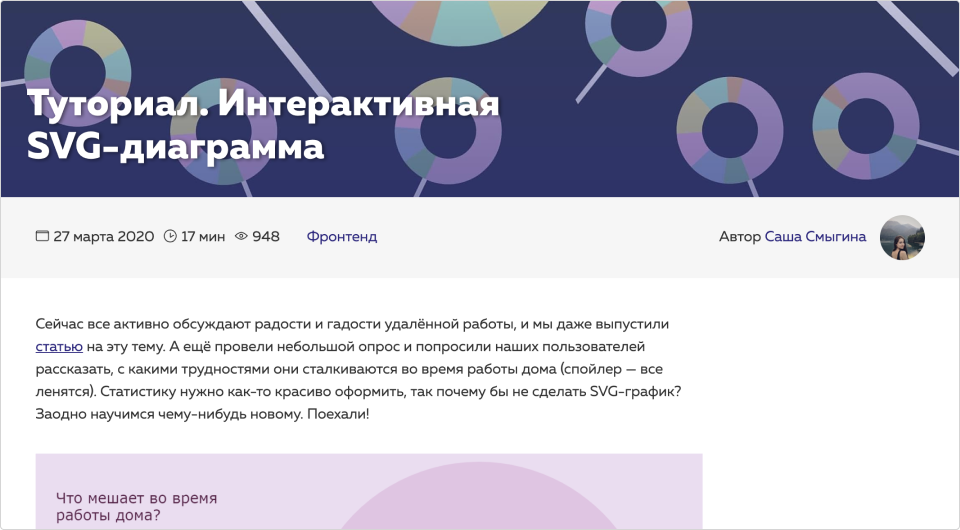 Туториал. Интерактивная
SVG-диаграмма
27 марта 2020 17 мин 948 Фронтенд Автор Саша Смыгина
Сейчас все активно обсуждают радости и гадости удалённой работы, и мы даже выпустили
статью на эту тему. А ещё провели небольшой опрос и попросили наших пользователей
рассказать, с какими трудностями они сталкиваются во время работы дома (спойлер — все
ленятся). Статистику нужно как-то красиво оформить, так почему бы не сделать SVG-график?
Заодно научимся чему-нибудь новому. Поехали!
Что мешает во время
работы дома?